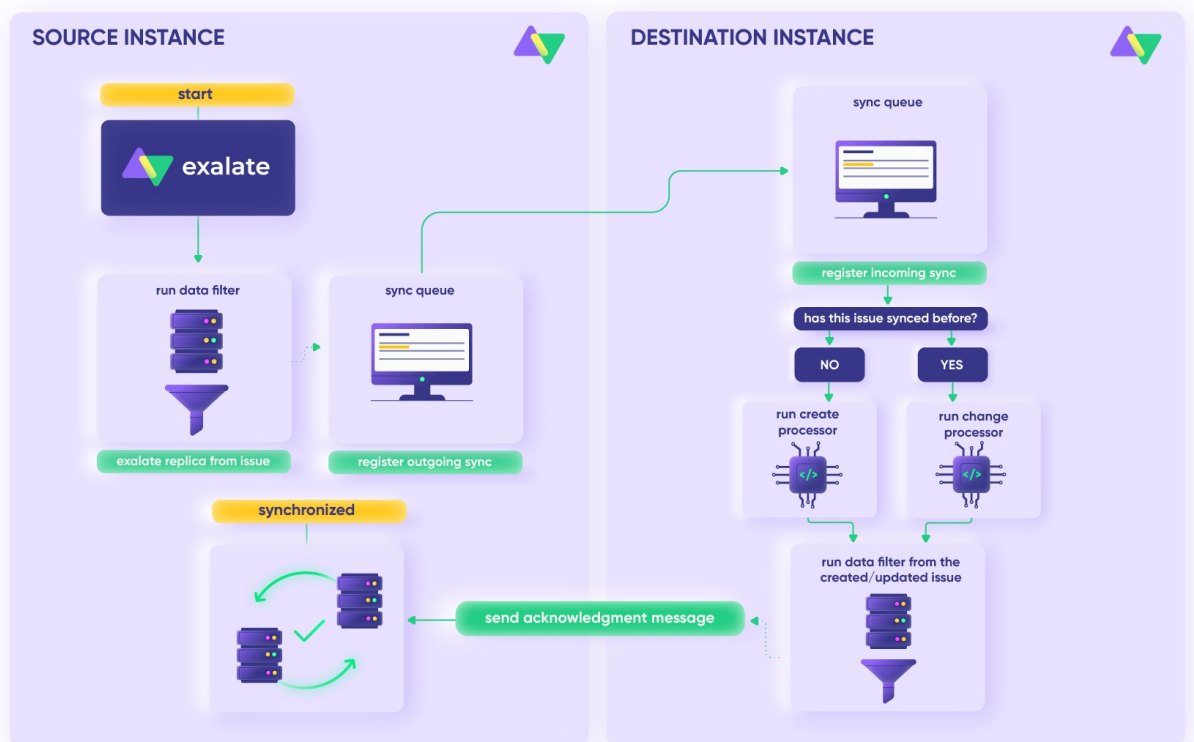 SOURCE INSTANCE
start
exalate
run data filter
exalate replica from issue
sync queue
register outgoing sync
synchronized
DESTINATION INSTANCE
sync queue
register incoming sync
has this issue synced before?
NO
YES
run create
processor
</>
run change
processor
</>
run data filter from the
created/updated issue
send acknowledgment message